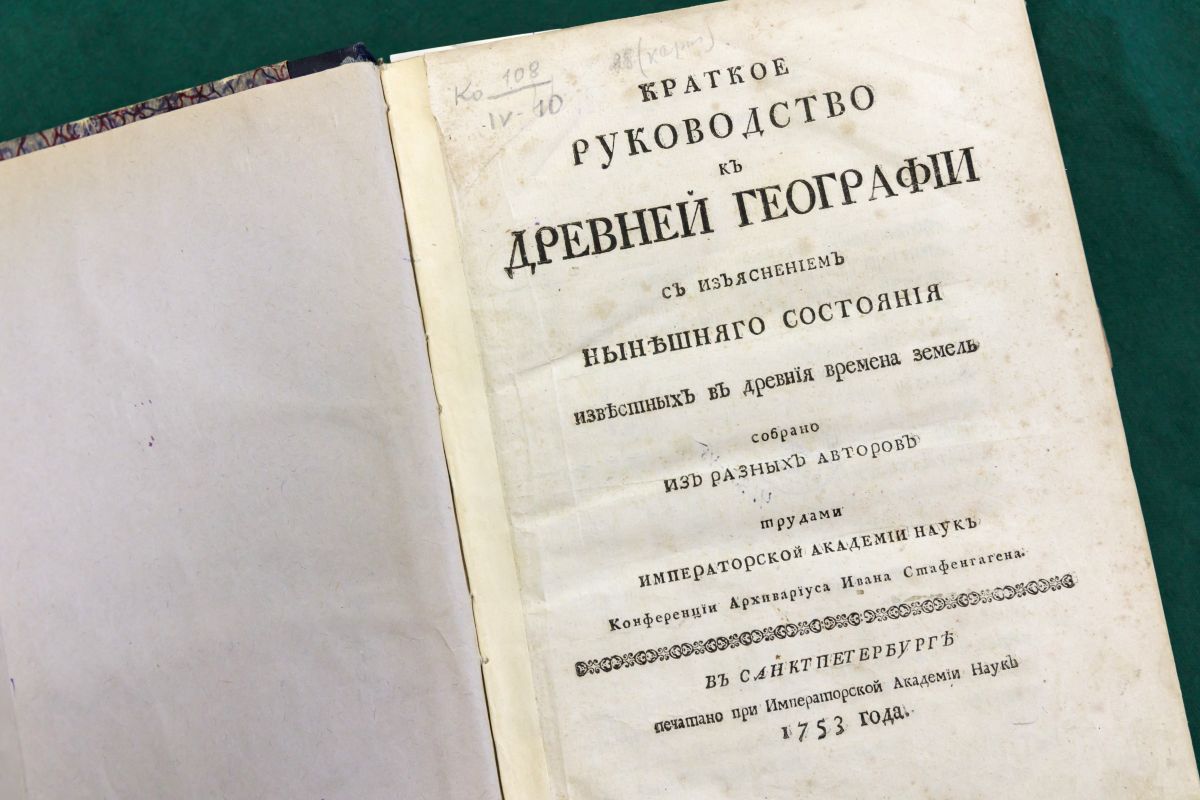 Ко 108
IV-10
38 (карт)
КРАТКОЕ
РУКОВОДСТВО
КЪ
ДРЕВНЕЙ ГЕОГРАФІИ
СЪ ИЗЪЯСНЕНІЕМЪ
НЫНѢШНЯГО СОСТОЯНІЯ
извѣстныхЪ вЪ древнія времена земель
собрано
ИЗЪ РАЗНЫХЪ АВТОРОВЪ
трудами
ИМПЕРАТОРСКОЙ АКАДЕМІИ НАУКЪ
Конференціи Архиваріуса Ивана Стафенгагена.
ВЪ САНКТПЕТЕРБУРГѢ
печатано при Императорской Академіи НаукЪ
1753 года.